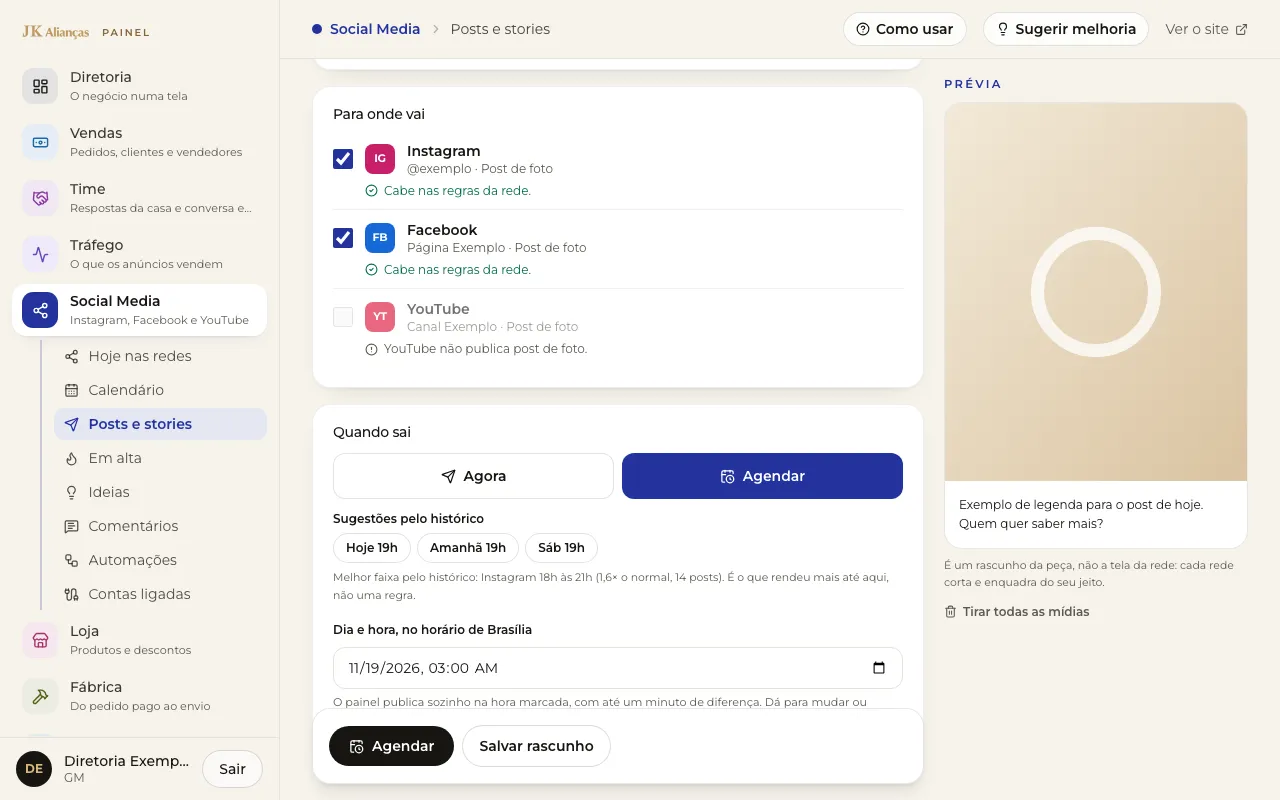 JK Alianças PAINEL
Diretoria
O negócio numa tela
Vendas
Pedidos, clientes e vendedores
Time
Respostas da casa e conversa e…
Tráfego
O que os anúncios vendem
Social Media
Instagram, Facebook e YouTube
Hoje nas redes
Calendário
Posts e stories
Em alta
Ideias
Comentários
Automações
Contas ligadas
Loja
Produtos e descontos
Fábrica
Do pedido pago ao envio
DE
Diretoria Exemp…
GM
Sair
Social Media
Posts e stories
Como usar
Sugerir melhoria
Ver o site
Para onde vai
IG
Instagram
@exemplo · Post de foto
Cabe nas regras da rede.
FB
Facebook
Página Exemplo · Post de foto
Cabe nas regras da rede.
YT
YouTube
Canal Exemplo · Post de foto
YouTube não publica post de foto.
Quando sai
Agora
Agendar
Sugestões pelo histórico
Hoje 19h
Amanhã 19h
Sáb 19h
Melhor faixa pelo histórico: Instagram 18h às 21h (1,6× o normal, 14 posts). É o que rendeu mais até aqui,
não uma regra.
Dia e hora, no horário de Brasília
11/19/2026, 03:00 AM
O painel publica sozinho na hora marcada, com até um minuto de diferença. Dá para mudar ou
Agendar
Salvar rascunho
PRÉVIA
Exemplo de legenda para o post de hoje.
Quem quer saber mais?
É um rascunho da peça, não a tela da rede: cada rede
corta e enquadra do seu jeito.
Tirar todas as mídias